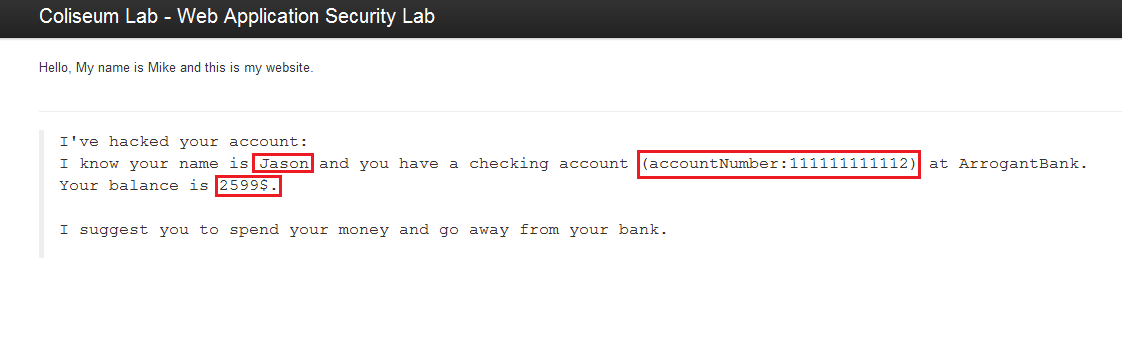 Coliseum Lab - Web Application Security Lab
Hello, My name is Mike and this is my website.
I've hacked your account:
I know your name is Jason and you have a checking account (accountNumber:111111111112) at ArrogantBank.
Your balance is 2599$.
I suggest you to spend your money and go away from your bank.